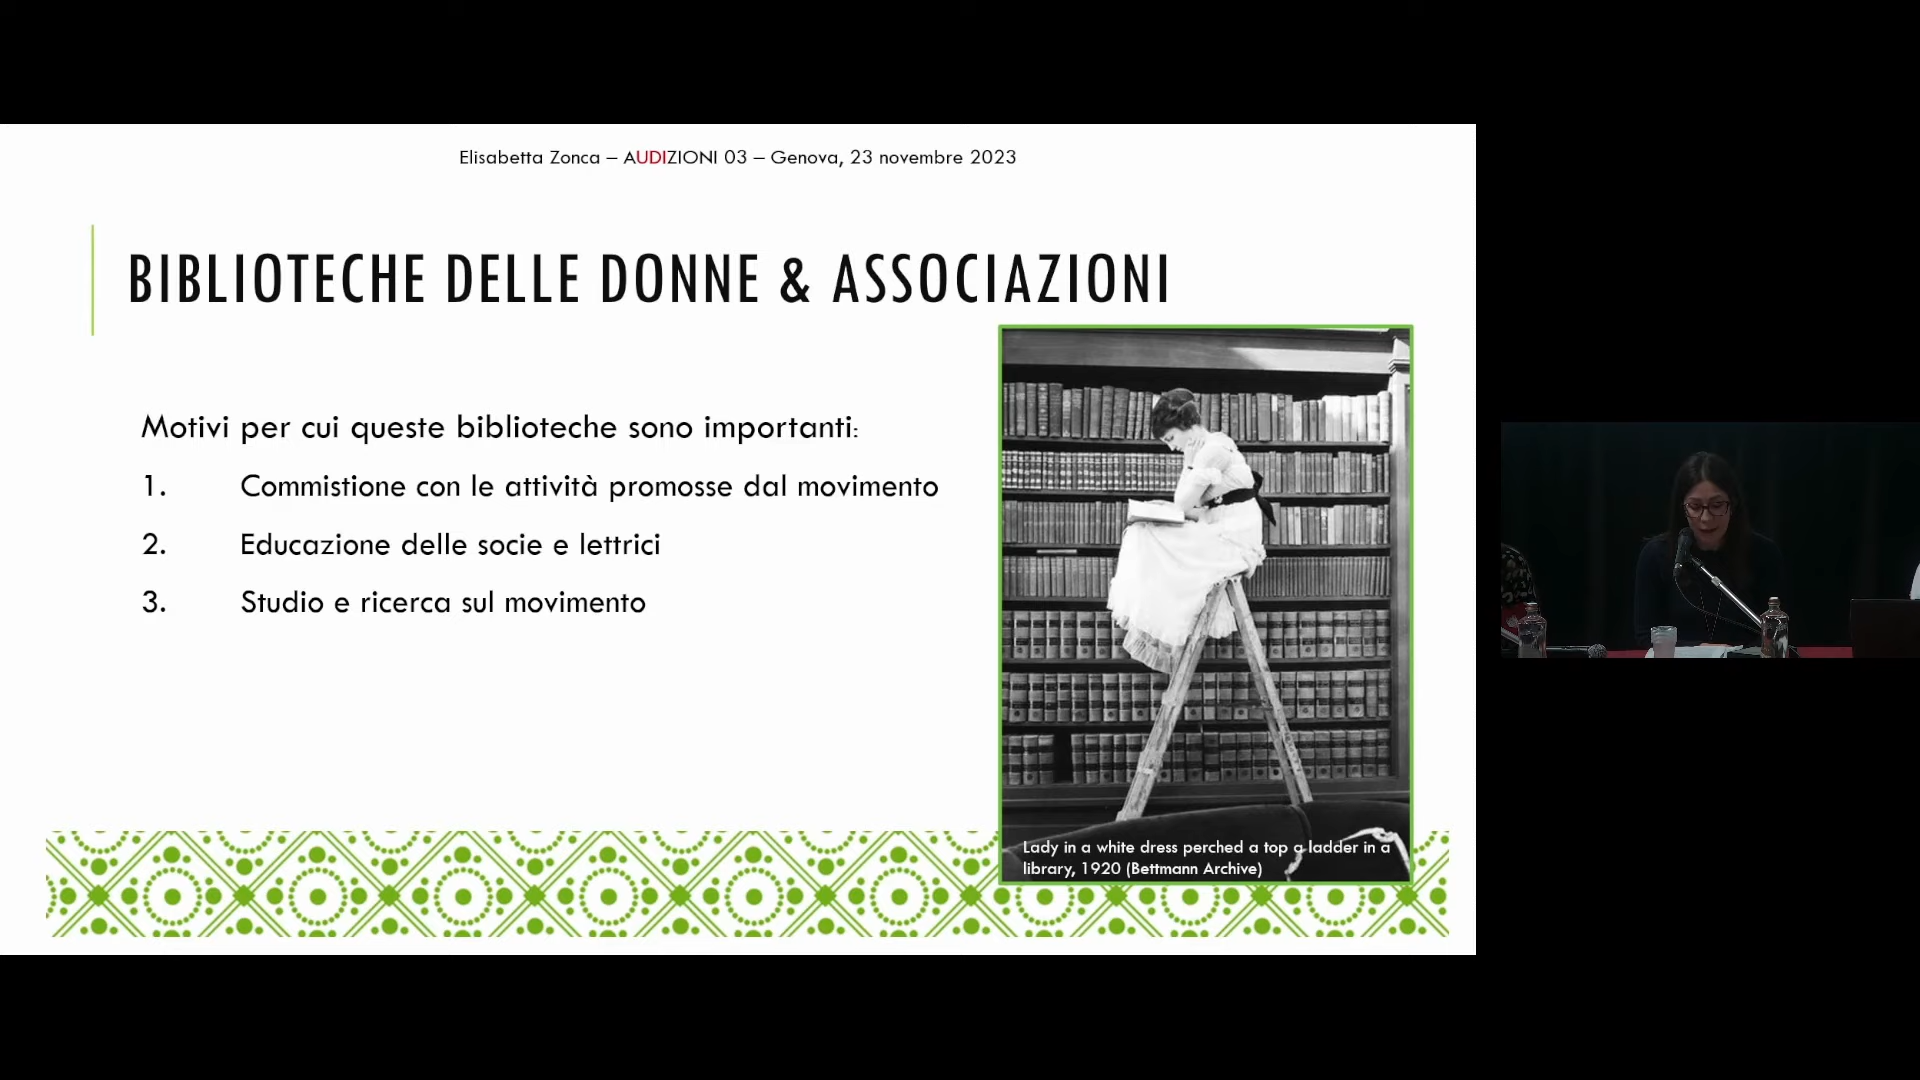 Elisabetta Zonca – AUDIZIONI 03 – Genova, 23 novembre 2023
BIBLIOTECHE DELLE DONNE & ASSOCIAZIONI
Motivi per cui queste biblioteche sono importanti:
1. Commistione con le attività promosse dal movimento
2. Educazione delle socie e lettrici
3. Studio e ricerca sul movimento
Lady in a white dress perched a top a ladder in a
library, 1920 (Bettmann Archive)